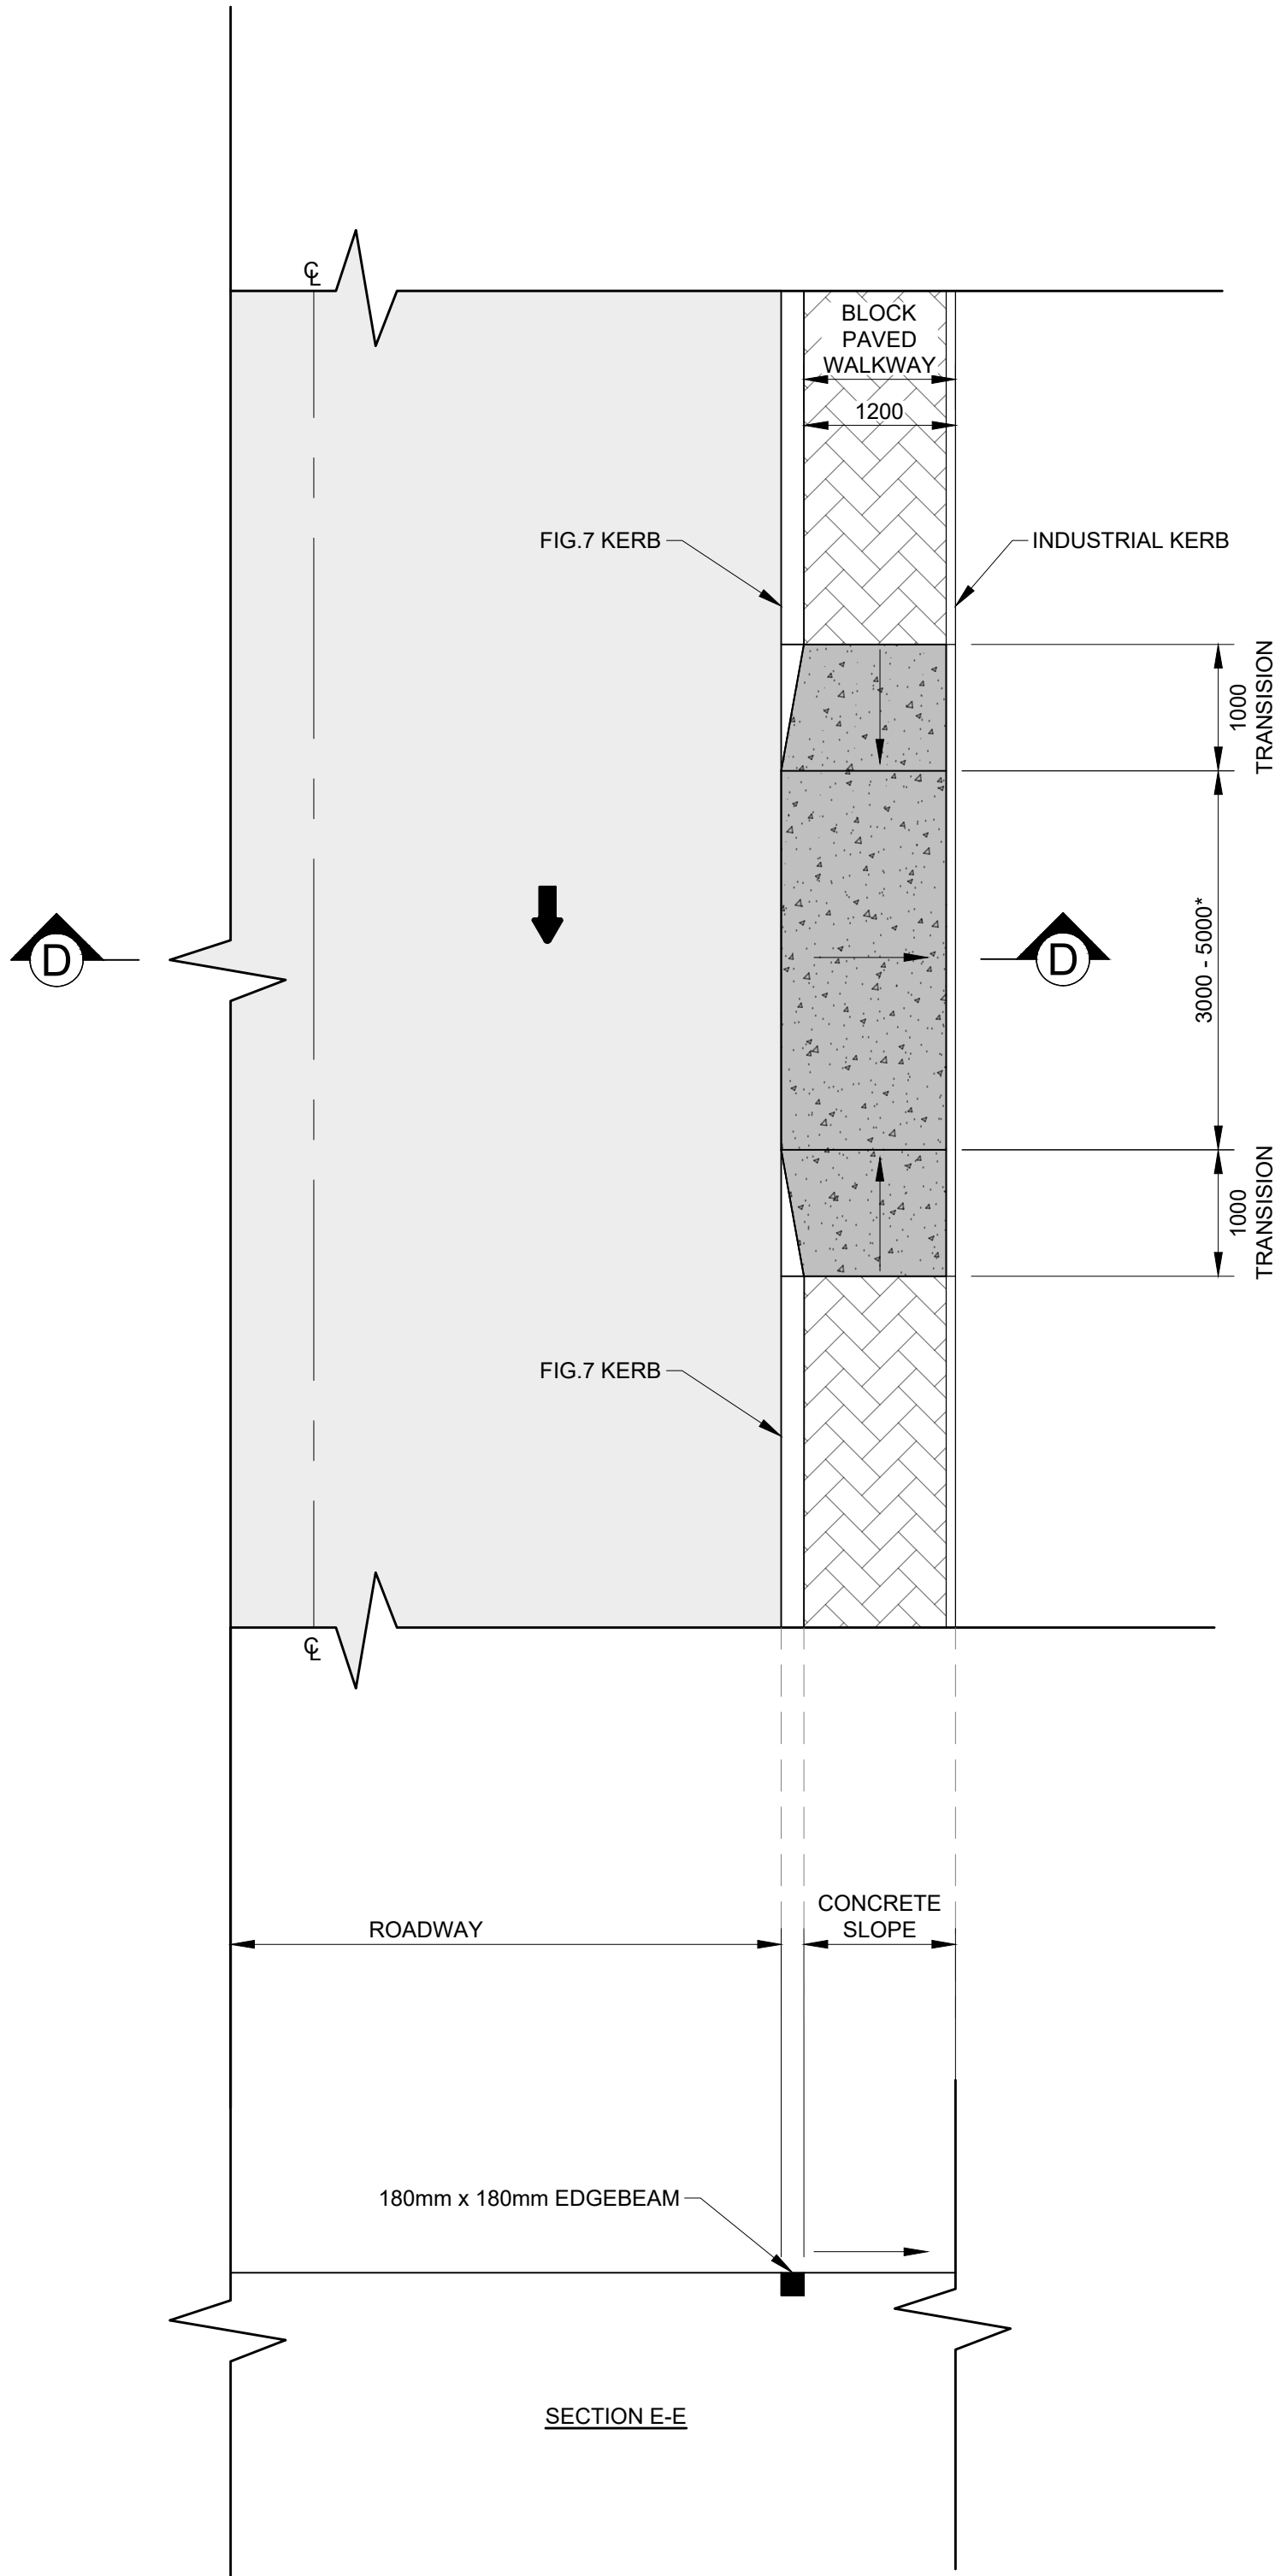 ℄
BLOCK
PAVED
WALKWAY
1200
FIG.7 KERB
INDUSTRIAL KERB
1000
TRANSISION
D
D
3000 - 5000*
1000
TRANSISION
FIG.7 KERB
℄
CONCRETE
SLOPE
ROADWAY
180mm x 180mm EDGEBEAM
SECTION E-E